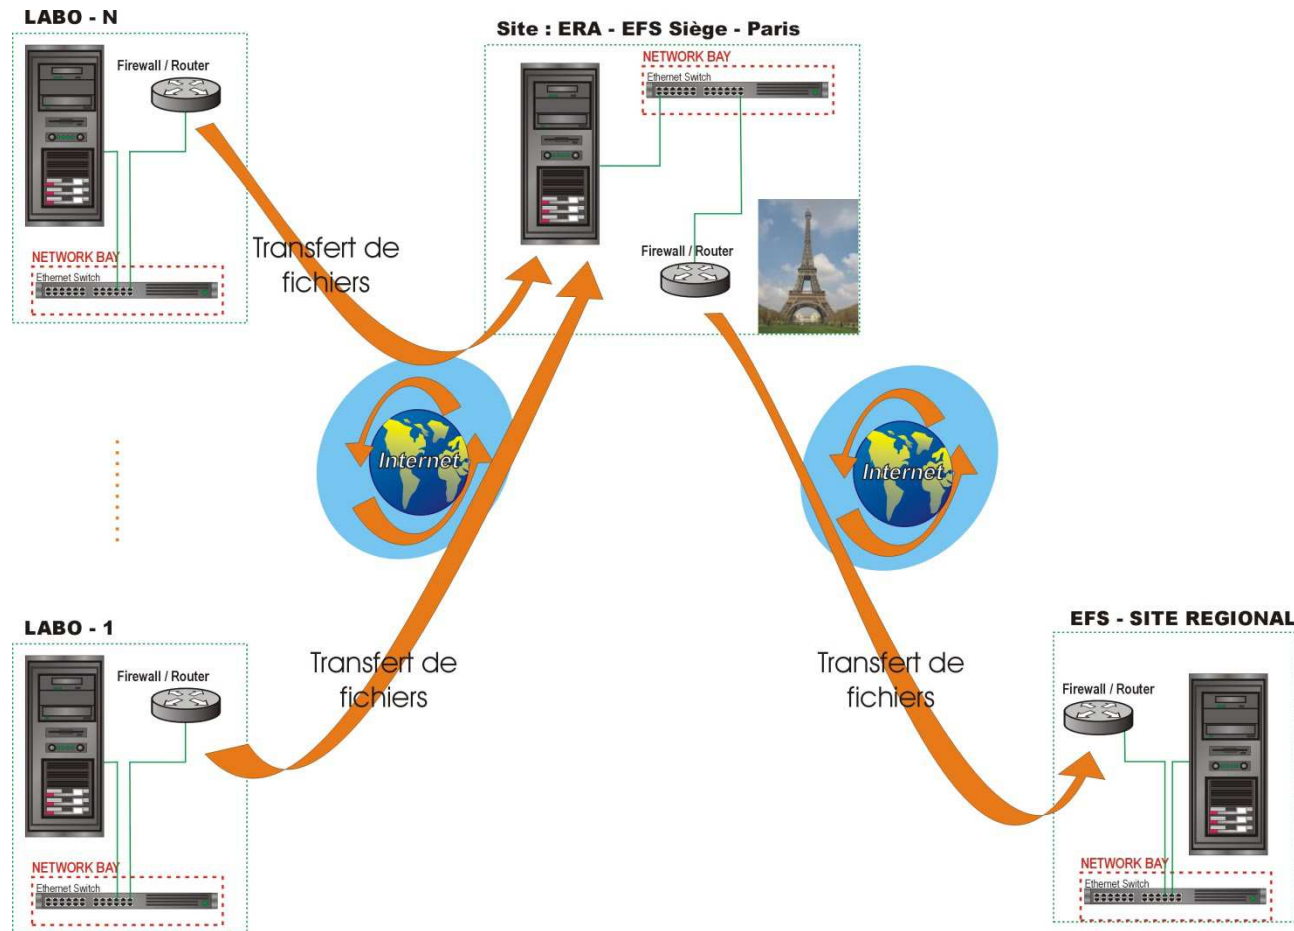 LABO - N
Firewall / Router
NETWORK BAY
Ethernet Switch
Transfert de
fichiers
Site : ERA - EFS Siège - Paris
NETWORK BAY
Ethernet Switch
Firewall / Router
Internet
Internet
LABO - 1
Firewall / Router
NETWORK BAY
Ethernet Switch
Transfert de
fichiers
Transfert de
fichiers
EFS - SITE REGIONAL
Firewall / Router
NETWORK BAY
Ethernet Switch